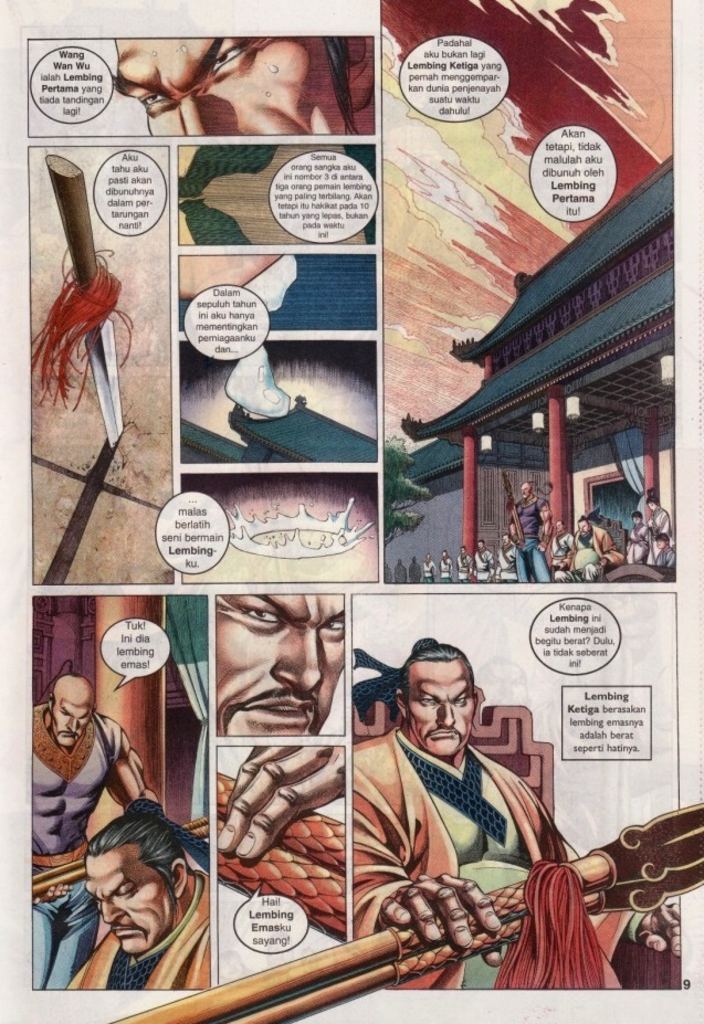 Wang
Wan Wu
ialah Lembing
Pertama yang
tiada tandingan
lagi!
Aku
tahu aku
pasti akan
dibunuhnya
dalam per-
tarungan
nanti!
Semua
orang sangka aku
ini nombor 3 di antara
tiga orang pemain lembing
yang paling terbilang. Akan
tetapi itu hakikat pada 10
tahun yang lepas, bukan
pada waktu
ini!
Dalam
sepuluh tahun
ini aku hanya
mementingkan
perniagaanku
dan...
...
malas
berlatih
seni bermain
Lembing-
ku.
Padahal
aku bukan lagi
Lembing Ketiga yang
pernah menggempar-
kan dunia penjenayah
suatu waktu
dahulu!
Akan
tetapi, tidak
malulah aku
dibunuh oleh
Lembing
Pertama
itu!
Tuk!
Ini dia
lembing
emas!
Hai!
Lembing
Emasku
sayang!
Kenapa
Lembing ini
sudah menjadi
begitu berat? Dulu,
ia tidak seberat
ini!
Lembing
Ketiga berasakan
lembing emasnya
adalah berat
seperti hatinya.
9